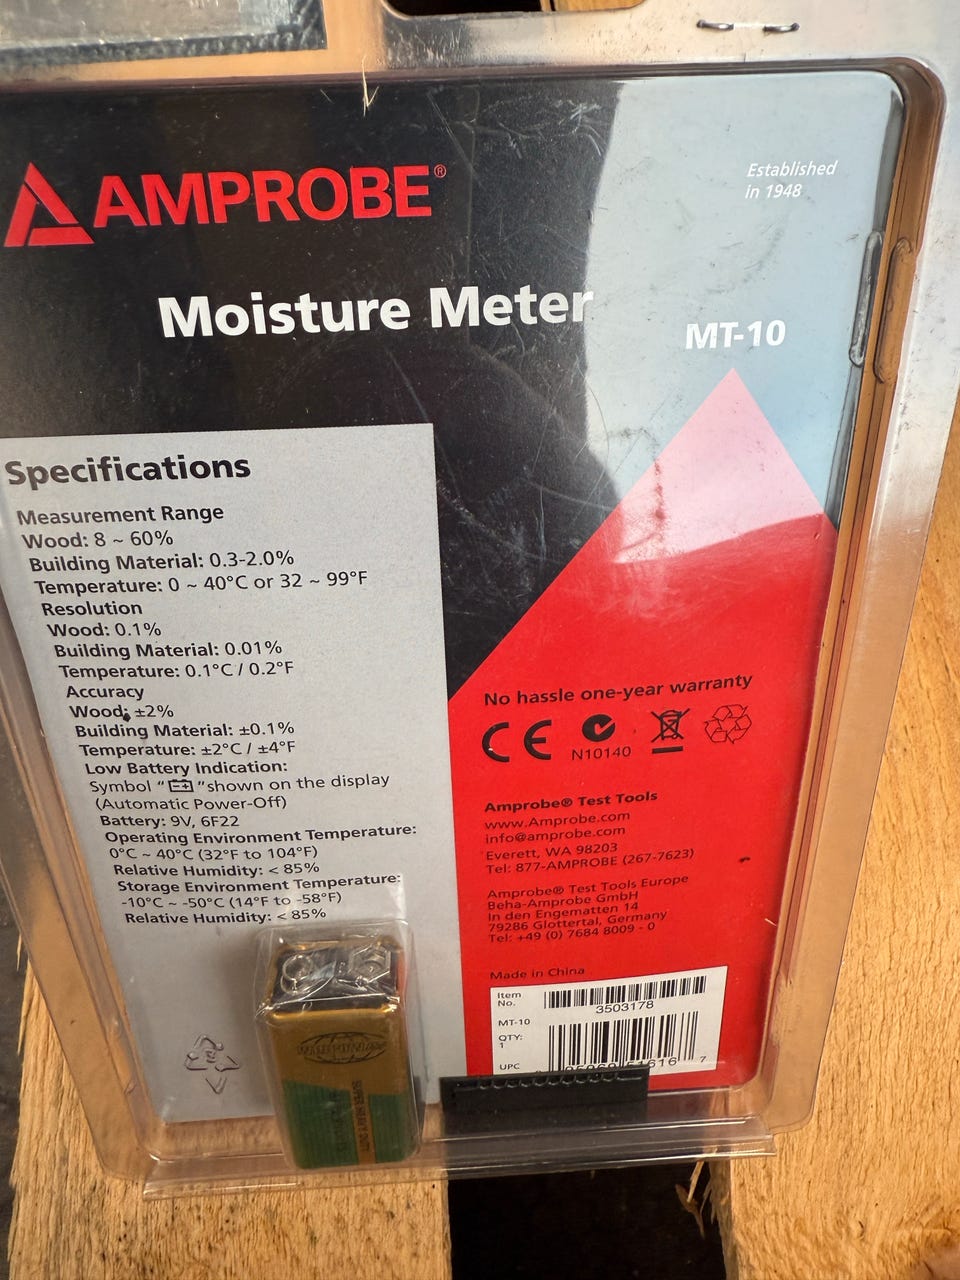 AMPROBE®
Established
in 1948
Moisture Meter
MT-10
Specifications
Measurement Range
Wood: 8 ~ 60%
Building Material: 0.3-2.0%
Temperature: 0 ~ 40°C or 32 ~ 99°F
Resolution
Wood: 0.1%
Building Material: 0.01%
Temperature: 0.1°C / 0.2°F
Accuracy
Wood: ±2%
Building Material: ±0.1%
Temperature: ±2°C / ±4°F
Low Battery Indication:
Symbol " " shown on the display
(Automatic Power-Off)
Battery: 9V, 6F22
Operating Environment Temperature:
0°C ~ 40°C (32°F to 104°F)
Relative Humidity: < 85%
Storage Environment Temperature:
-10°C ~ -50°C (14°F to -58°F)
Relative Humidity: < 85%
No hassle one-year warranty
CE
N10140
Amprobe® Test Tools
www.Amprobe.com
info@amprobe.com
Everett, WA 98203
Tel: 877-AMPROBE (267-7623)
Amprobe® Test Tools Europe
Beha-Amprobe GmbH
In den Engematten 14
79286 Glottertal, Germany
Tel: +49 (0) 7684 8009 - 0
Made in China
Item
No.
3503178
MT-10
QTY:
1
UPC
7
SUPER HEAVY DUTY